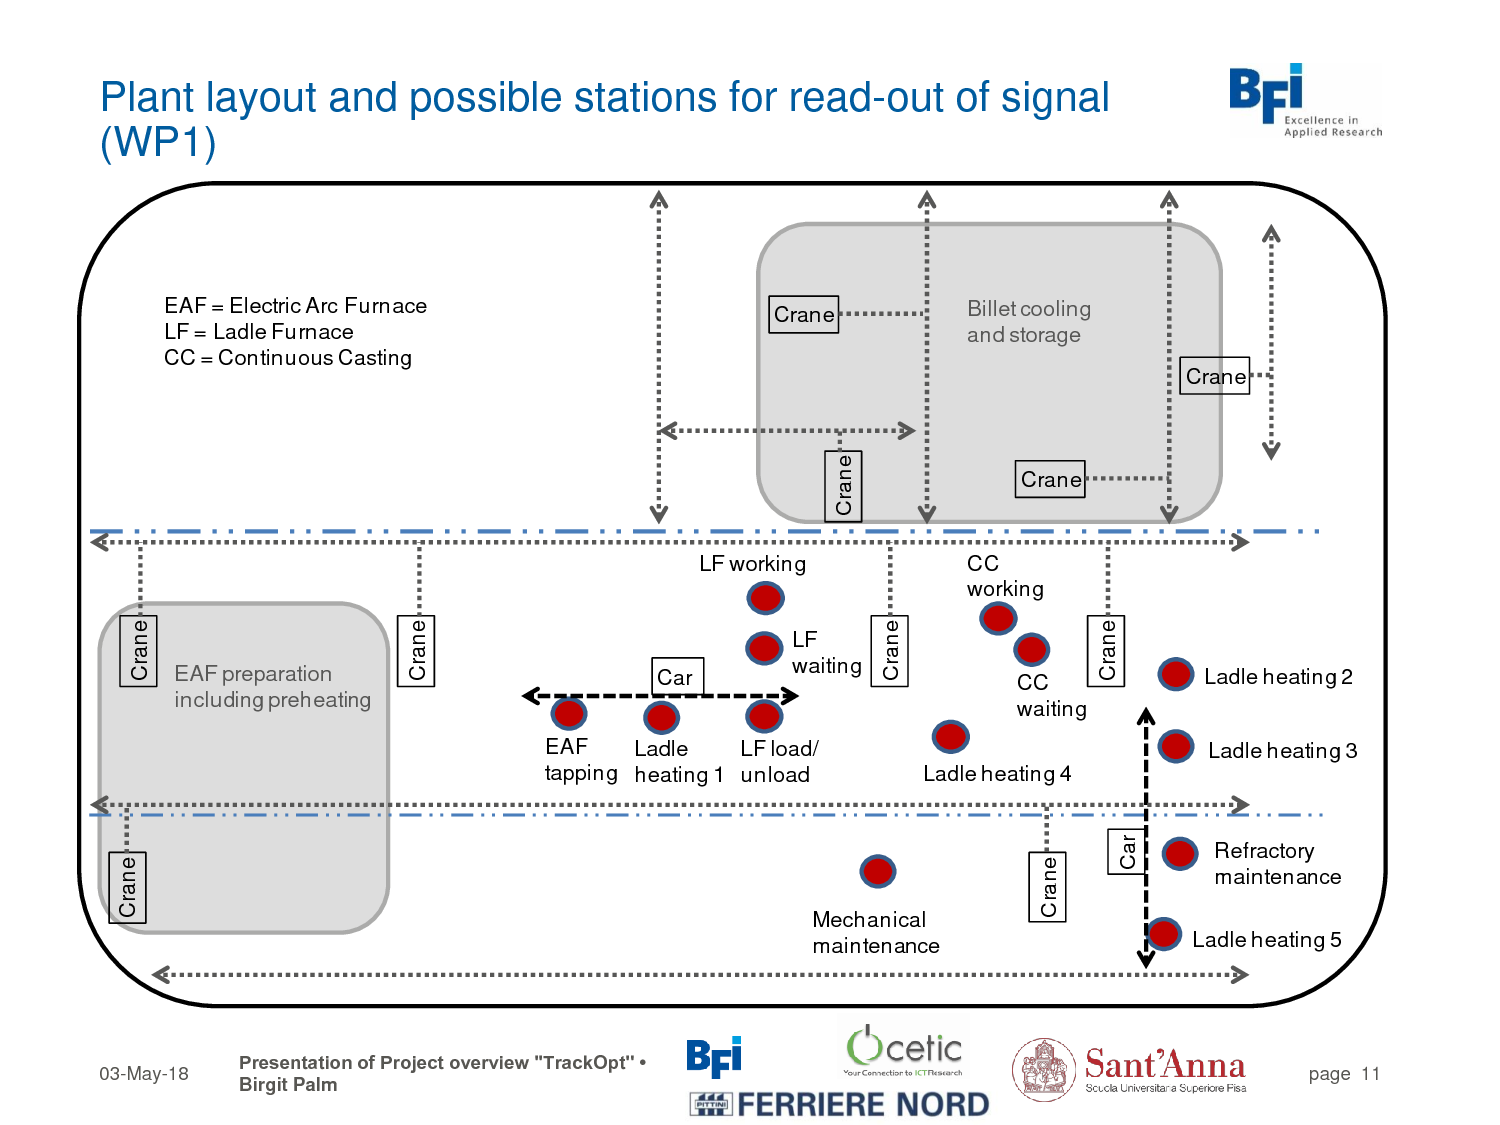 Plant layout and possible stations for read-out of signal
(WP1)
BFi
Excellence in
Applied Research
EAF = Electric Arc Furnace
LF = Ladle Furnace
CC = Continuous Casting
Crane
Billet cooling
and storage
Crane
Crane
Crane
LF working
CC
working
Crane
Crane
Crane
Crane
LF
waiting
EAF preparation
including preheating
Car
CC
waiting
Ladle heating 2
EAF
tapping
Ladle
heating 1
LF load/
unload
Ladle heating 4
Ladle heating 3
Crane
Crane
Car
Refractory
maintenance
Mechanical
maintenance
Ladle heating 5
03-May-18
Presentation of Project overview "TrackOpt" •
Birgit Palm
BFi
cetic
Your Connection to ICT Research
Sant'Anna
Scuola Universitaria Superiore Pisa
PITTINI
FERRIERE NORD
page 11